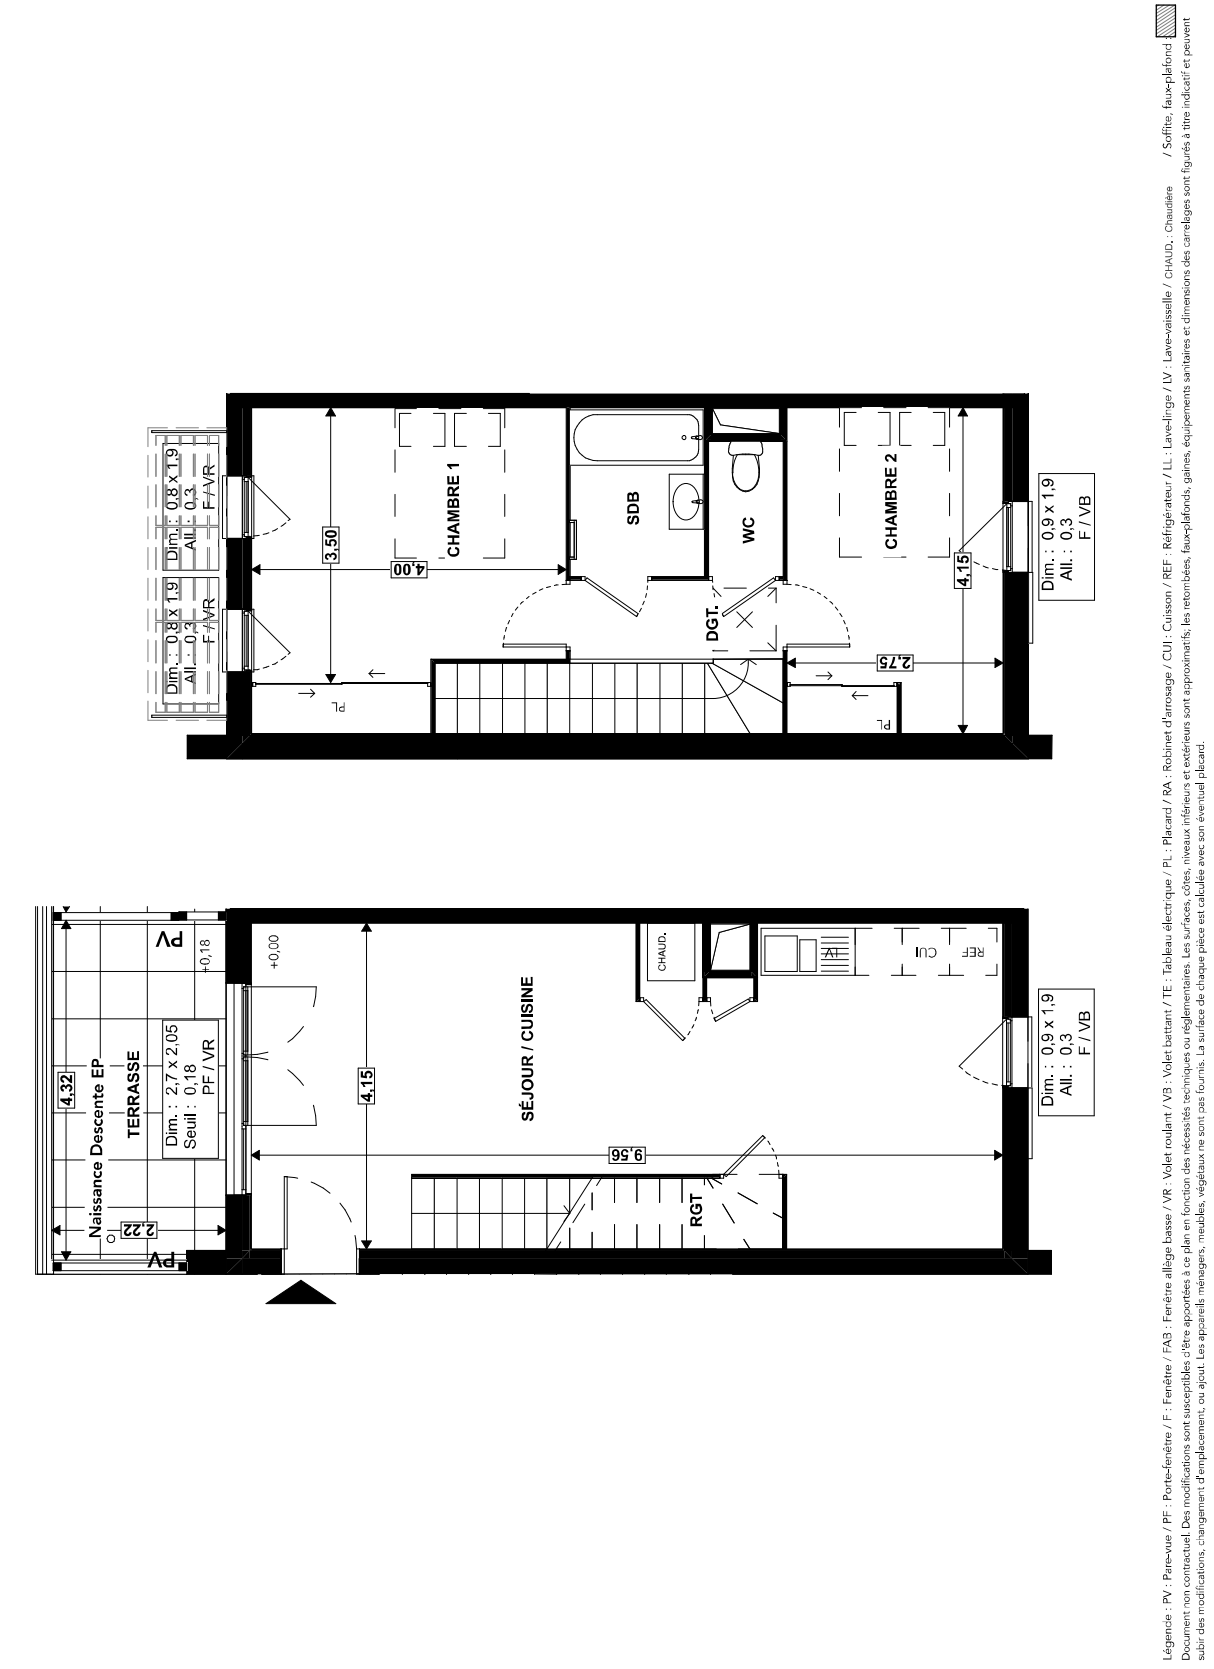 Dim. : 0,8 x 1,9
All. : 0,3
F / VR
Dim. : 0,8 x 1,9
All. : 0,3
F / VR
3,50
4,00
CHAMBRE 1
PL
SDB
WC
DGT.
CHAMBRE 2
2,75
4,15
PL
Dim. : 0,9 x 1,9
All. : 0,3
F / VB
4,32
Naissance Descente EP
TERRASSE
2,22
PV
PV
Dim. : 2,7 x 2,05
Seuil : 0,18
PF / VR
+0,18
+0,00
4,15
SÉJOUR / CUISINE
9,56
CHAUD.
RGT
LV
CUI
REF
Dim. : 0,9 x 1,9
All. : 0,3
F / VB
Légende : PV : Pare-vue / PF : Porte-fenêtre / F : Fenêtre / FAB : Fenêtre allège basse / VR : Volet roulant / VB : Volet battant / TE : Tableau électrique / PL : Placard / RA : Robinet d'arrosage / CUI : Cuisson / REF : Réfrigérateur / LL : Lave-linge / LV : Lave-vaisselle / CHAUD. : Chaudière / Soffite, faux-plafond :
Document non contractuel. Des modifications sont susceptibles d'être apportées à ce plan en fonction des nécessités techniques ou réglementaires. Les surfaces, côtes, niveaux inférieurs et extérieurs sont approximatifs; les retombées, faux-plafonds, gaines, équipements sanitaires et dimensions des carrelages sont figurés à titre indicatif et peuvent
subir des modifications, changement d'emplacement, ou ajout. Les appareils ménagers, meubles, végétaux ne sont pas fournis. La surface de chaque pièce est calculée avec son éventuel placard.